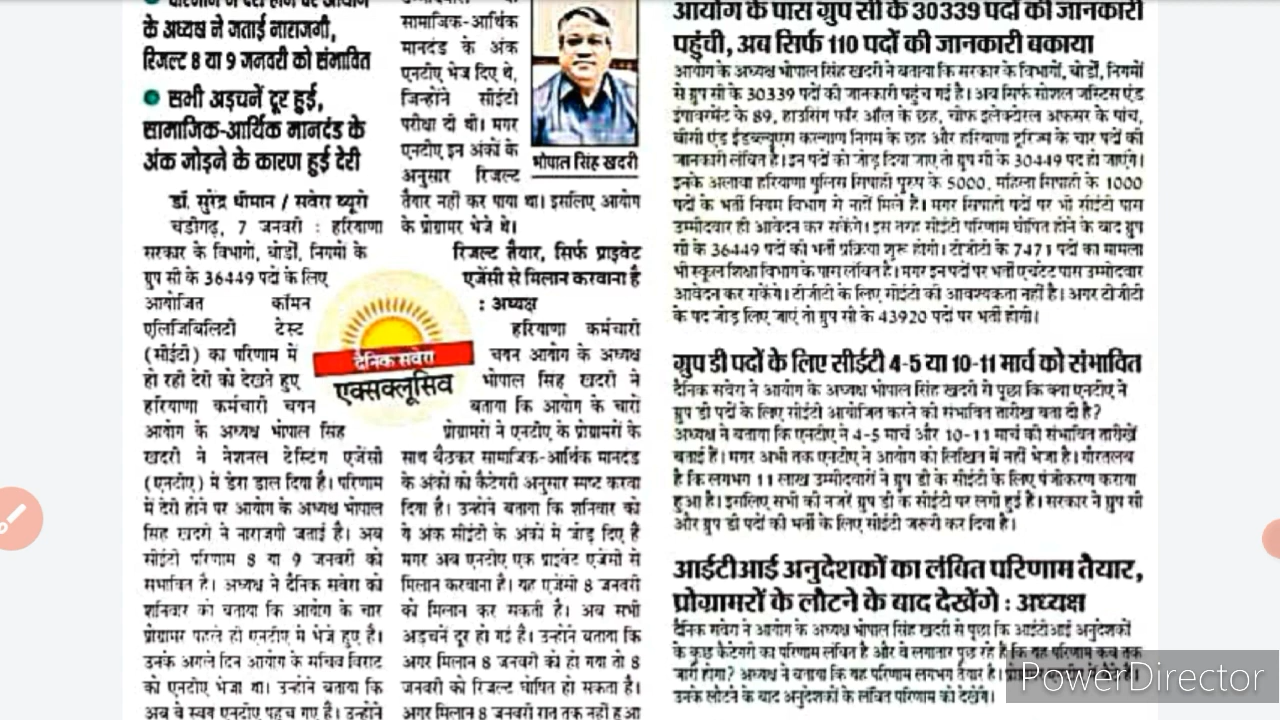 के अध्यक्ष ने जताई नाराजगी,
रिजल्ट 8 या 9 जनवरी को संभावित
सभी अड़चनें दूर हुई,
सामाजिक-आर्थिक मानदंड के
अंक जोड़ने के कारण हुई देरी
डॉ. सुरेंद्र धीमान / सवेरा ब्यूरो
चंडीगढ़, 7 जनवरी : हरियाणा
सरकार के विभागों, बोर्डों, निगमों के
ग्रुप सी के 36449 पदों के लिए
आयोजित कॉमन
एलिजिबिलिटी टेस्ट
(सीईटी) का परिणाम में
हो रही देरी को देखते हुए
हरियाणा कर्मचारी चयन
आयोग के अध्यक्ष भोपाल सिंह
खदरी ने नेशनल टेस्टिंग एजेंसी
(एनटीए) में डेरा डाल दिया है। परिणाम
में देरी होने पर आयोग के अध्यक्ष भोपाल
सिंह खदरी ने नाराजगी जताई है। अब
सीईटी परिणाम 8 या 9 जनवरी को
संभावित है। अध्यक्ष ने दैनिक सवेरा को
शनिवार को बताया कि आयोग के चार
प्रोग्रामर पहले ही एनटीए में भेजे हुए है।
उनके अगले दिन आयोग के सचिव विराट
को एनटीए भेजा था। उन्होंने बताया कि
अब वे स्वयं एनटीए पहुंच गए हैं। उन्होंने
सामाजिक-आर्थिक
मानदंड के अंक
एनटीए भेज दिए थे,
जिन्होंने सीईटी
परीक्षा दी थी। मगर
एनटीए इन अंकों के
अनुसार रिजल्ट
तैयार नहीं कर पाया था। इसलिए आयोग
के प्रोग्रामर भेजे थे।
भोपाल सिंह खदरी
रिजल्ट तैयार, सिर्फ प्राइवेट
एजेंसी से मिलान करवाना है
: अध्यक्ष
दैनिक सवेरा
एक्सक्लूसिव
हरियाणा कर्मचारी
चयन आयोग के अध्यक्ष
भोपाल सिंह खदरी ने
बताया कि आयोग के चारों
प्रोग्रामरों ने एनटीए के प्रोग्रामरों के
साथ बैठकर सामाजिक-आर्थिक मानदंड
के अंकों को कैटेगरी अनुसार स्पष्ट करवा
दिया है। उन्होंने बताया कि शनिवार को
ये अंक सीईटी के अंकों में जोड़ दिए हैं
मगर अब एनटीए एक प्राइवेट एजेंसी से
मिलान करवाना है। यह एजेंसी 8 जनवरी
को मिलान कर सकती है। अब सभी
अड़चनें दूर हो गई है। उन्होंने बताया कि
अगर मिलान 8 जनवरी को हो गया तो 8
जनवरी को रिजल्ट घोषित हो सकता है।
अगर मिलान 8 जनवरी रात तक नहीं हुआ
आयोग के पास ग्रुप सी के 30339 पदों की जानकारी
पहुंची, अब सिर्फ 110 पदों की जानकारी बकाया
आयोग के अध्यक्ष भोपाल सिंह खदरी ने बताया कि सरकार के विभागों, बोर्डों, निगमों
से ग्रुप सी के 30339 पदों की जानकारी पहुंच गई है। अब सिर्फ सोशल जस्टिस एंड
इंपावरमेंट के 89, हाउसिंग फॉर ऑल के छह, चीफ इलेक्टोरल अफसर के पांच,
बीसी एंड ईडब्ल्यूएस कल्याण निगम के छह और हरियाणा टूरिज्म के चार पदों की
जानकारी लंबित है। इन पदों को जोड़ दिया जाए तो ग्रुप सी के 30449 पद हो जाएंगे।
इनके अलावा हरियाणा पुलिस सिपाही पुरुष के 5000, महिला सिपाही के 1000
पदों के भर्ती नियम विभाग से नहीं मिले है। मगर सिपाही पदों पर भी सीईटी पास
उम्मीदवार ही आवेदन कर सकेंगे। इस तरह सीईटी परिणाम घोषित होने के बाद ग्रुप
सी के 36449 पदों की भर्ती प्रक्रिया शुरू होगी। टीजीटी के 7471 पदों का मामला
भी स्कूल शिक्षा विभाग के पास लंबित है। मगर इन पदों पर भर्ती एचटेट पास उम्मीदवार
आवेदन कर सकेंगे। टीजीटी के लिए सीईटी की आवश्यकता नहीं है। अगर टीजीटी
के पद जोड़ लिए जाएं तो ग्रुप सी के 43920 पदों पर भर्ती होगी।
ग्रुप डी पदों के लिए सीईटी 4-5 या 10-11 मार्च को संभावित
दैनिक सवेरा ने आयोग के अध्यक्ष भोपाल सिंह खदरी से पूछा कि क्या एनटीए ने
ग्रुप डी पदों के लिए सीईटी आयोजित करने की संभावित तारीख बता दी है?
अध्यक्ष ने बताया कि एनटीए ने 4-5 मार्च और 10-11 मार्च की संभावित तारीखें
बताई हैं। मगर अभी तक एनटीए ने आयोग को लिखित में नहीं भेजा है। गौरतलब
है कि लगभग 11 लाख उम्मीदवारों ने ग्रुप डी के सीईटी के लिए पंजीकरण कराया
हुआ है। इसलिए सभी की नजरें ग्रुप डी के सीईटी पर लगी हुई है। सरकार ने ग्रुप सी
और ग्रुप डी पदों की भर्ती के लिए सीईटी जरूरी कर दिया है।
आईटीआई अनुदेशकों का लंबित परिणाम तैयार,
प्रोग्रामरों के लौटने के बाद देखेंगे : अध्यक्ष
दैनिक सवेरा ने आयोग के अध्यक्ष भोपाल सिंह खदरी से पूछा कि आईटीआई अनुदेशकों
के कुछ कैटेगरी का परिणाम लंबित है और वे लगातार पूछ रहे है कि यह परिणाम कब तक
जारी होगा? अध्यक्ष ने बताया कि यह परिणाम लगभग तैयार है।
उनके लौटने के बाद अनुदेशकों के लंबित परिणाम को देखेंगे।
PowerDirector